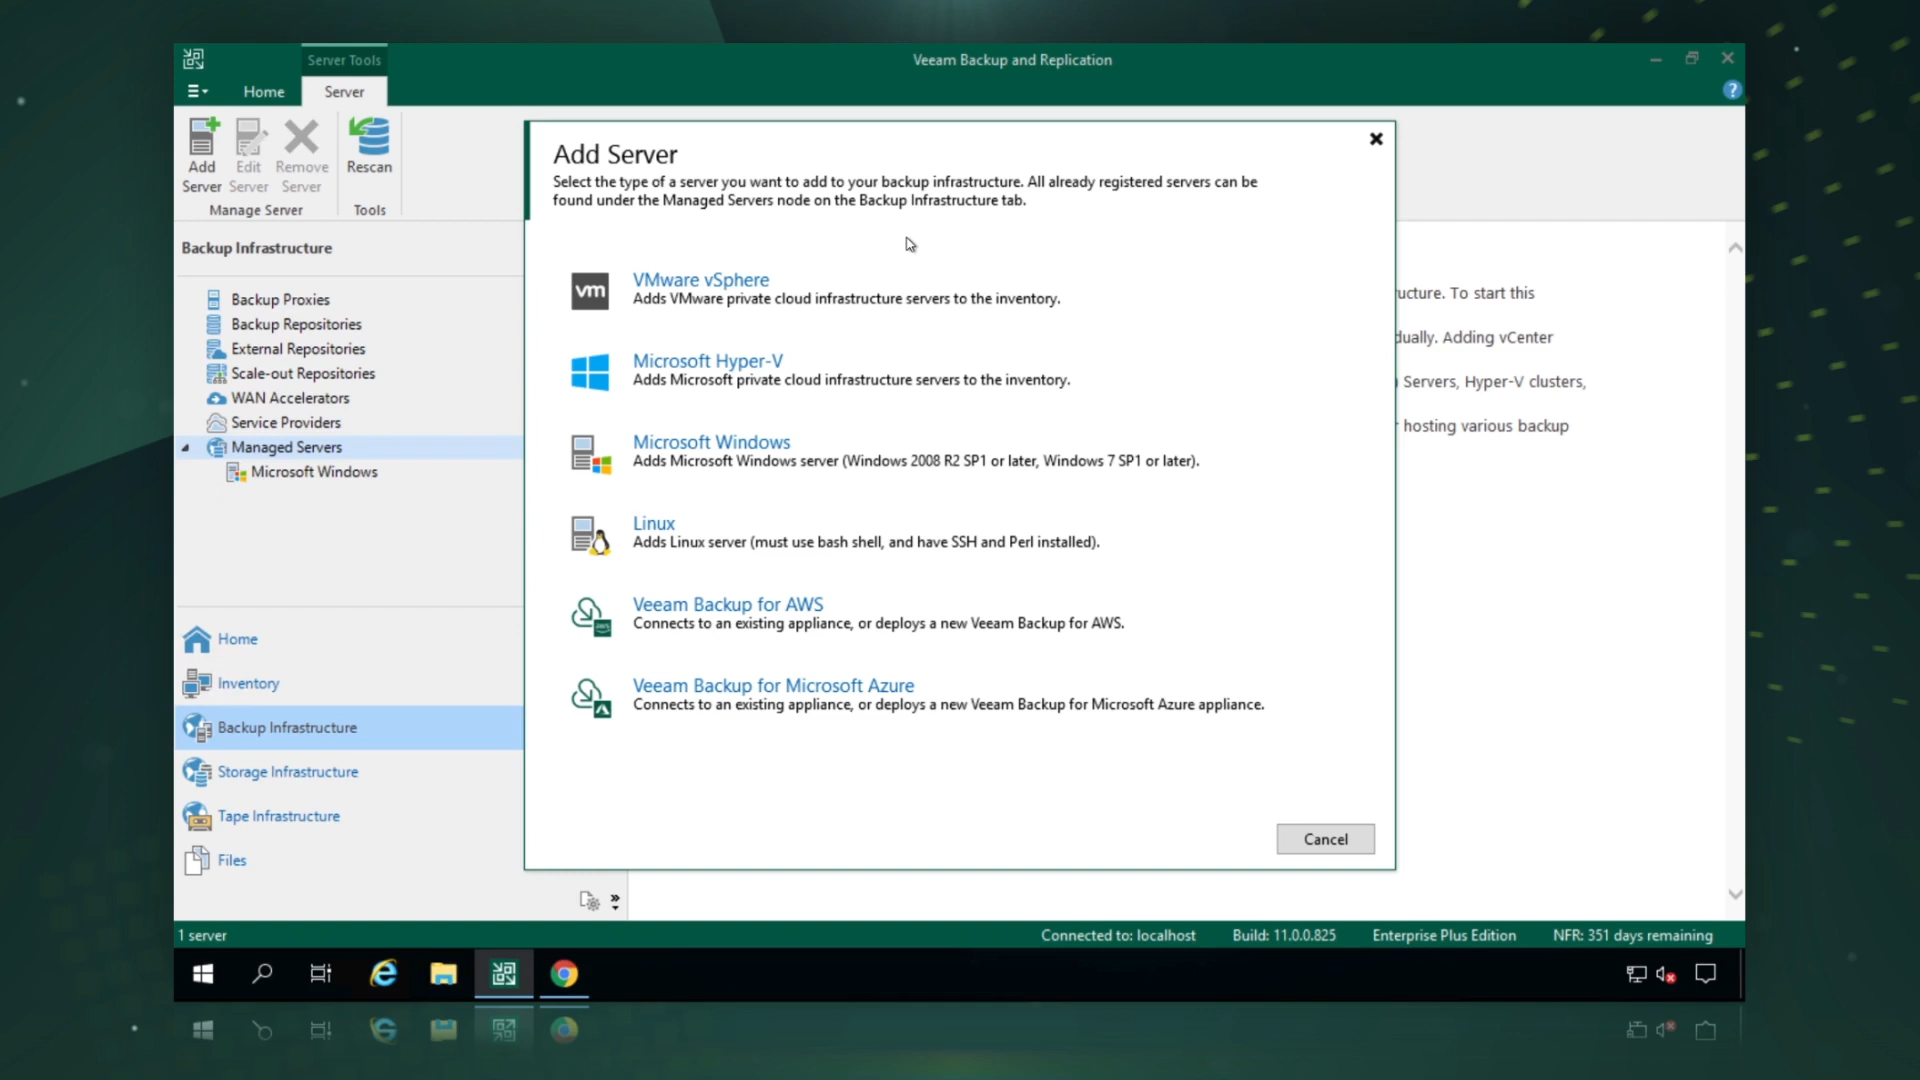 Server Tools
Veeam Backup and Replication
Home
Server
Add Server
Edit Server
Remove Server
Rescan
Manage Server
Tools
Backup Infrastructure
Backup Proxies
Backup Repositories
External Repositories
Scale-out Repositories
WAN Accelerators
Service Providers
Managed Servers
Microsoft Windows
Home
Inventory
Backup Infrastructure
Storage Infrastructure
Tape Infrastructure
Files
Add Server
Select the type of a server you want to add to your backup infrastructure. All already registered servers can be
found under the Managed Servers node on the Backup Infrastructure tab.
vm
VMware vSphere
Adds VMware private cloud infrastructure servers to the inventory.
Microsoft Hyper-V
Adds Microsoft private cloud infrastructure servers to the inventory.
Microsoft Windows
Adds Microsoft Windows server (Windows 2008 R2 SP1 or later, Windows 7 SP1 or later).
Linux
Adds Linux server (must use bash shell, and have SSH and Perl installed).
Veeam Backup for AWS
Connects to an existing appliance, or deploys a new Veeam Backup for AWS.
Veeam Backup for Microsoft Azure
Connects to an existing appliance, or deploys a new Veeam Backup for Microsoft Azure appliance.
Cancel
ucture. To start this
dually. Adding vCenter
Servers, Hyper-V clusters,
hosting various backup
1 server
Connected to: localhost
Build: 11.0.0.825
Enterprise Plus Edition
NFR: 351 days remaining